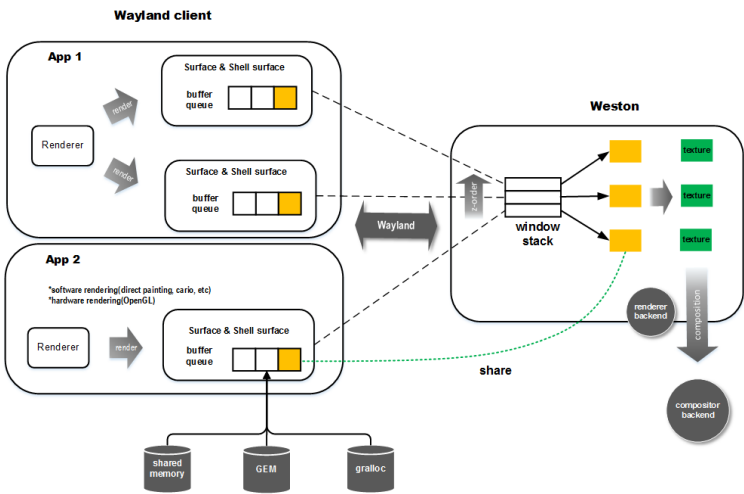 Wayland client
App 1
Surface & Shell surface
buffer
queue
render
Renderer
render
Surface & Shell surface
buffer
queue
App 2
*software rendering(direct painting, cario, etc)
*hardware rendering(OpenGL)
Surface & Shell surface
Renderer
render
buffer
queue
shared
memory
GEM
gralloc
Wayland
share
Weston
z-order
window
stack
texture
texture
texture
renderer
backend
composition
compositor
backend